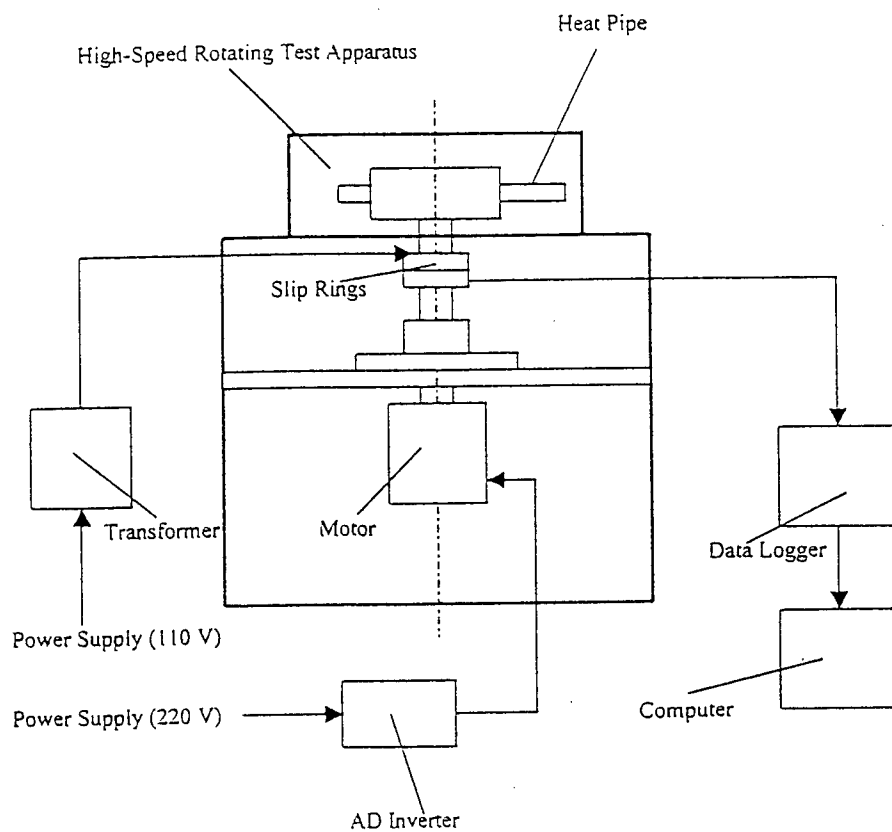 Heat Pipe
High-Speed Rotating Test Apparatus
Slip Rings
Transformer
Motor
Data Logger
Power Supply (110 V)
Power Supply (220 V)
Computer
AD Inverter